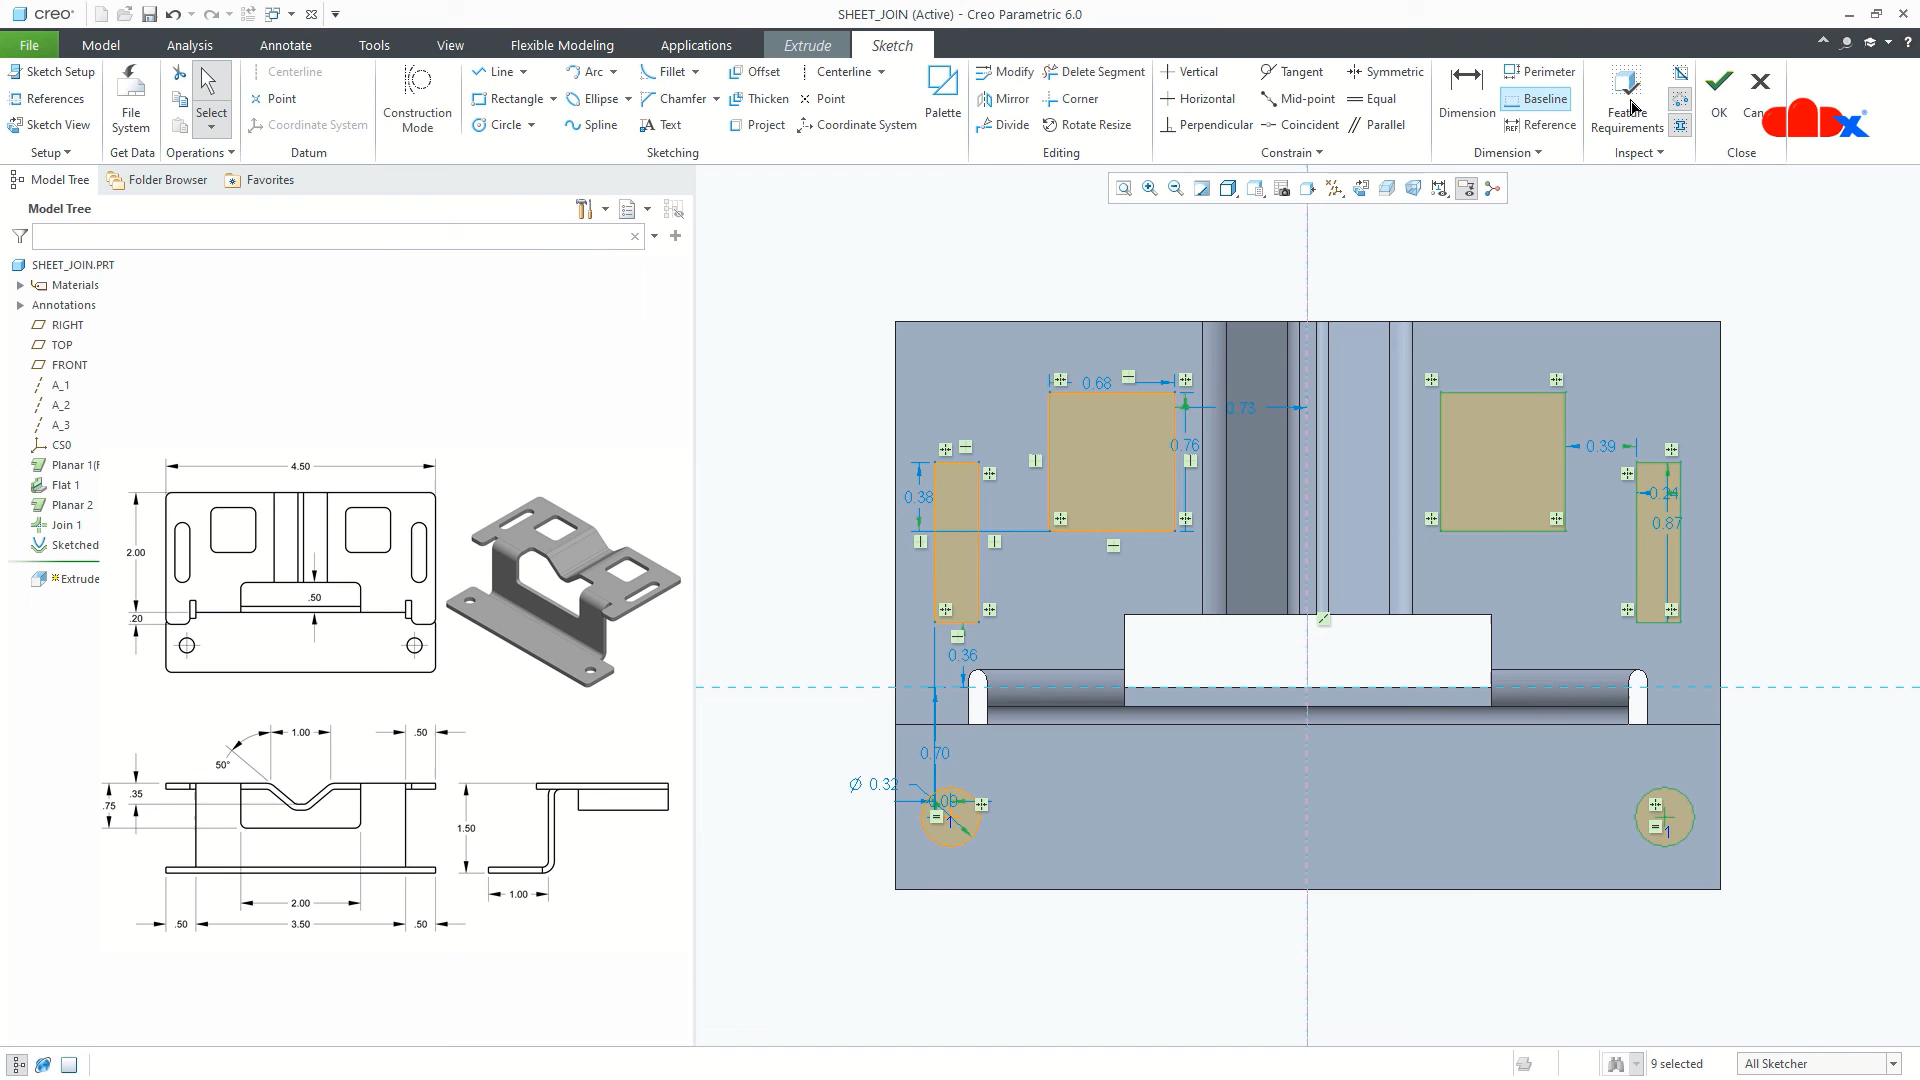 creo®
SHEET_JOIN (Active) - Creo Parametric 6.0
File Model Analysis Annotate Tools View Flexible Modeling Applications Extrude Sketch
Sketch Setup
References
Sketch View
Setup
File System
Get Data
Select
Operations
Centerline
Point
Coordinate System
Datum
Construction Mode
Line Arc Fillet Offset Centerline
Rectangle Ellipse Chamfer Thicken Point
Circle Spline Text Project Coordinate System
Palette
Sketching
Modify Delete Segment
Mirror Corner
Divide Rotate Resize
Editing
Vertical Tangent Symmetric
Horizontal Mid-point Equal
Perpendicular Coincident Parallel
Constrain
Dimension
Perimeter
Baseline
Reference
Dimension
Feature Requirements
Inspect
OK
Can
Close
Model Tree Folder Browser Favorites
Model Tree
SHEET_JOIN.PRT
Materials
Annotations
RIGHT
TOP
FRONT
A_1
A_2
A_3
CS0
Planar 1(F
Flat 1
Planar 2
Join 1
Sketched
Extrude
4.50
2.00
.50
.20
1.00
.50
50°
.35
.75
1.50
1.00
2.00
.50
3.50
.50
0.68
0.73
0.76
0.38
0.39
0.24
0.87
0.36
0.70
Ø 0.32
1
1
9 selected
All Sketcher